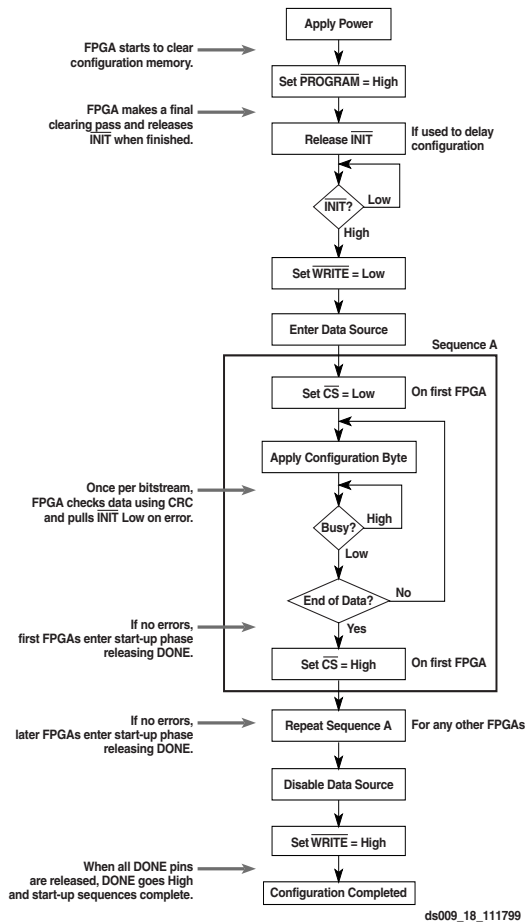 Apply Power
FPGA starts to clear
configuration memory.
Set PROGRAM = High
FPGA makes a final
clearing pass and releases
INIT when finished.
Release INIT
If used to delay
configuration
INIT?
Low
High
Set WRITE = Low
Enter Data Source
Sequence A
Set CS = Low
On first FPGA
Apply Configuration Byte
Once per bitstream,
FPGA checks data using CRC
and pulls INIT Low on error.
Busy?
High
Low
End of Data?
No
Yes
If no errors,
first FPGAs enter start-up phase
releasing DONE.
Set CS = High
On first FPGA
If no errors,
later FPGAs enter start-up phase
releasing DONE.
Repeat Sequence A
For any other FPGAs
Disable Data Source
Set WRITE = High
When all DONE pins
are released, DONE goes High
and start-up sequences complete.
Configuration Completed
ds009_18_111799